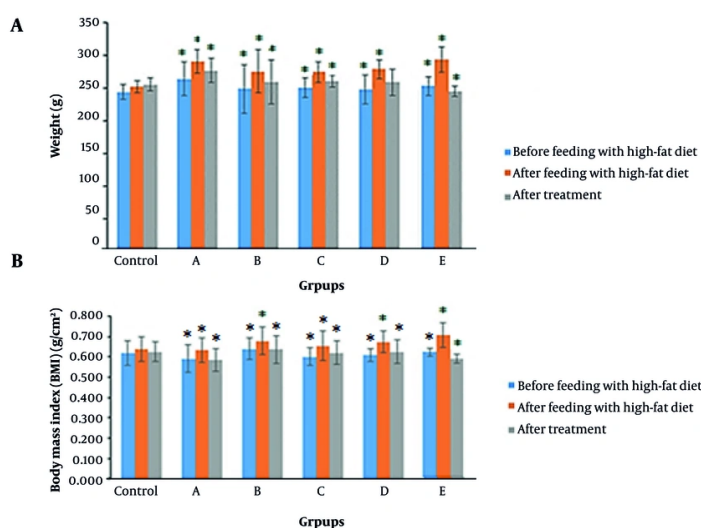 A
350
300
250
200
150
100
50
0
Weight (g)
* * * * * * * * * * * * * *
Control A B C D E
Grpups
Before feeding with high-fat diet
After feeding with high-fat diet
After treatment
B
0.800
0.700
0.600
0.500
0.400
0.300
0.200
0.100
0.000
Body mass index (BMI) (g/cm²)
* * * * * * * * * * * * * * *
Control A B C D E
Grpups
Before feeding with high-fat diet
After feeding with high-fat diet
After treatment